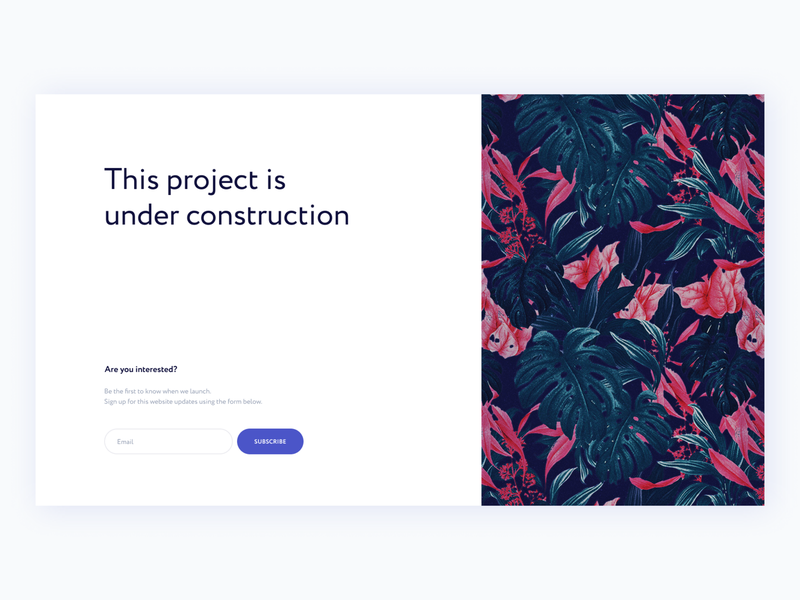 This project is
under construction
Are you interested?
Be the first to know when we launch.
Sign up for this website updates using the form below.
Email
SUBSCRIBE